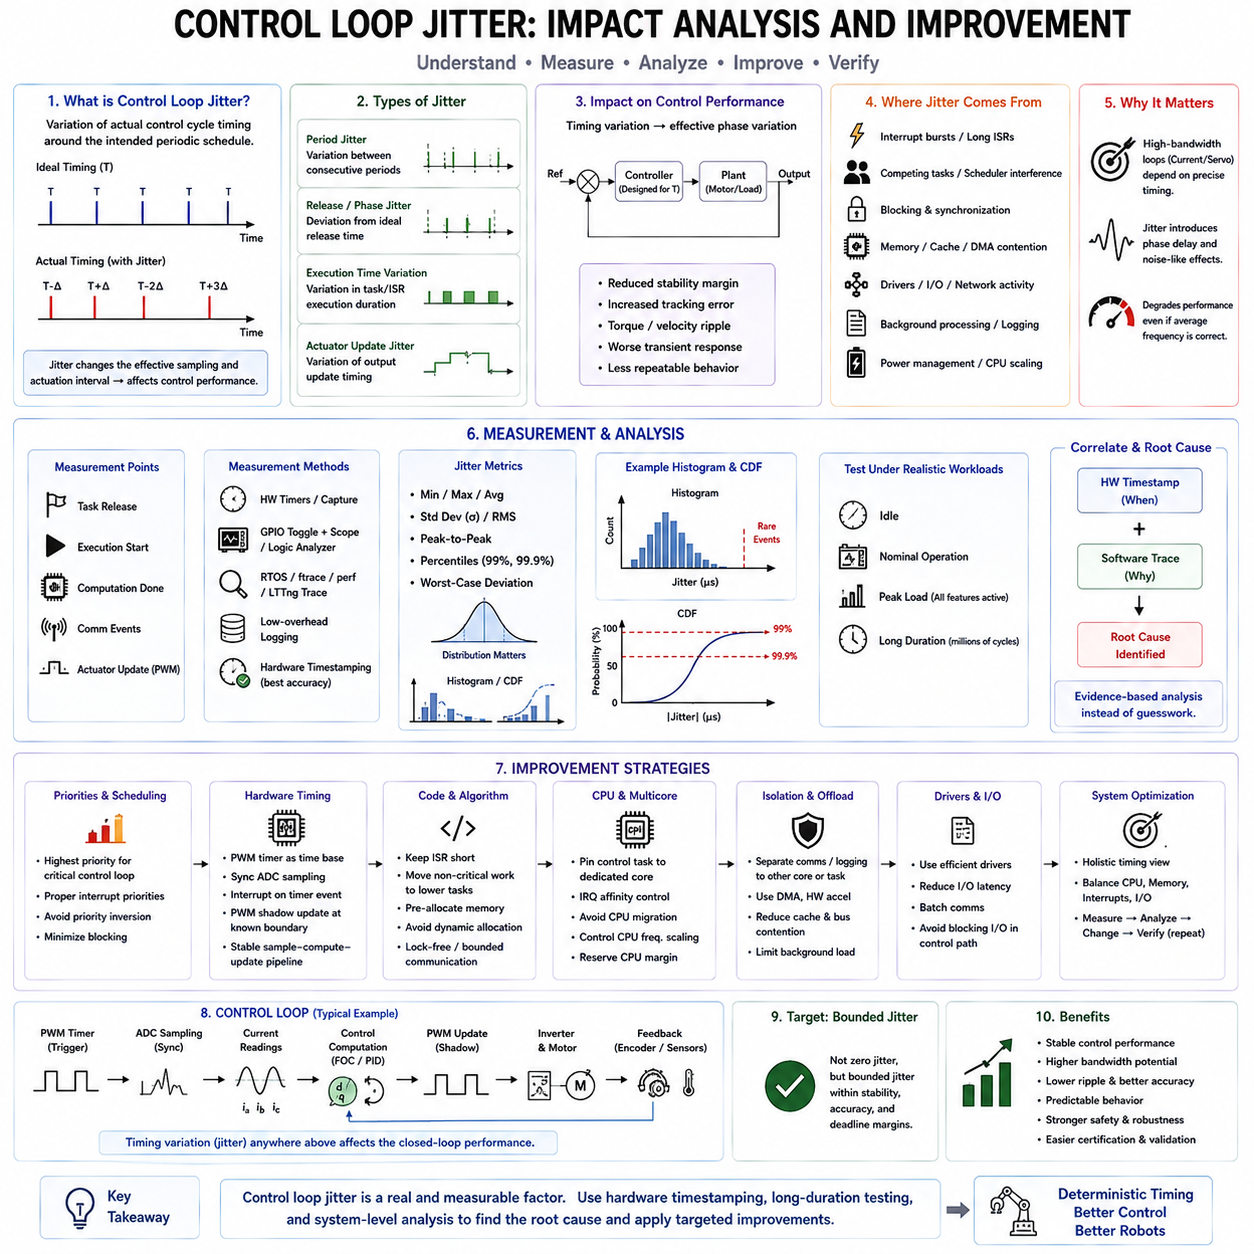 CONTROL LOOP JITTER: IMPACT ANALYSIS AND IMPROVEMENT
Understand • Measure • Analyze • Improve • Verify
1. What is Control Loop Jitter?
Variation of actual control cycle timing
around the intended periodic schedule.
Ideal Timing (T)
T T T T T
Time
Actual Timing (with Jitter)
T-Δ T+Δ T-2Δ T+3Δ
Time
Jitter changes the effective sampling and
actuation interval → affects control performance.
2. Types of Jitter
Period Jitter
Variation between
consecutive periods
Release / Phase Jitter
Deviation from ideal
release time
Execution Time Variation
Variation in task/ISR
execution duration
Actuator Update Jitter
Variation of output
update timing
3. Impact on Control Performance
Timing variation → effective phase variation
Ref
Controller
(Designed for T)
Plant
(Motor/Load)
Output
• Reduced stability margin
• Increased tracking error
• Torque / velocity ripple
• Worse transient response
• Less repeatable behavior
4. Where Jitter Comes From
Interrupt bursts / Long ISRs
Competing tasks / Scheduler interference
Blocking & synchronization
Memory / Cache / DMA contention
Drivers / I/O / Network activity
Background processing / Logging
Power management / CPU scaling
5. Why It Matters
High-bandwidth
loops (Current/Servo)
depend on precise
timing.
Jitter introduces
phase delay and
noise-like effects.
Degrades performance
even if average
frequency is correct.
6. MEASUREMENT & ANALYSIS
Measurement Points
Task Release
Execution Start
Computation Done
Comm Events
Actuator Update (PWM)
Measurement Methods
HW Timers / Capture
GPIO Toggle + Scope
/ Logic Analyzer
RTOS / ftrace / perf
/ LTTng Trace
Low-overhead
Logging
Hardware Timestamping
(best accuracy)
Jitter Metrics
• Min / Max / Avg
• Std Dev (σ) / RMS
• Peak-to-Peak
• Percentiles (99%, 99.9%)
• Worst-Case Deviation
Distribution Matters
Histogram / CDF
Example Histogram & CDF
Histogram
Count
Rare
Events
Jitter (μs)
CDF
Probability (%)
100
50
0
99%
99.9%
|Jitter| (μs)
Test Under Realistic Workloads
Idle
Nominal Operation
Peak Load (All features active)
Long Duration (millions of cycles)
Correlate & Root Cause
HW Timestamp
(When)
+
Software Trace
(Why)
Root Cause
Identified
Evidence-based analysis
instead of guesswork.
7. IMPROVEMENT STRATEGIES
Priorities & Scheduling
• Highest priority for
critical control loop
• Proper interrupt priorities
• Avoid priority inversion
• Minimize blocking
Hardware Timing
• PWM timer as time base
• Sync ADC sampling
• Interrupt on timer event
• PWM shadow update at
known boundary
• Stable sample–compute–
update pipeline
Code & Algorithm
</>
• Keep ISR short
• Move non-critical work
to lower tasks
• Pre-allocate memory
• Avoid dynamic allocation
• Lock-free / bounded
communication
CPU & Multicore
cpi
• Pin control task to
dedicated core
• IRQ affinity control
• Avoid CPU migration
• Control CPU freq. scaling
• Reserve CPU margin
Isolation & Offload
• Separate comms / logging
to other core or task
• Use DMA, HW accel
• Reduce cache & bus
contention
• Limit background load
Drivers & I/O
• Use efficient drivers
• Reduce I/O latency
• Batch comms
• Avoid blocking I/O in
control path
System Optimization
• Holistic timing view
• Balance CPU, Memory,
Interrupts, I/O
• Measure → Analyze →
Change → Verify (repeat)
8. CONTROL LOOP (Typical Example)
PWM Timer
(Trigger)
ADC Sampling
(Sync)
Current
Readings
ia ib ic
Control
Computation
(FOC / PID)
d/q
PWM Update
(Shadow)
Inverter
& Motor
M
Feedback
(Encoder / Sensors)
Timing variation (jitter) anywhere above affects the closed-loop performance.
9. Target: Bounded Jitter
Not zero jitter,
but bounded jitter
within stability,
accuracy, and
deadline margins.
10. Benefits
• Stable control performance
• Higher bandwidth potential
• Lower ripple & better accuracy
• Predictable behavior
• Stronger safety & robustness
• Easier certification & validation
Key
Takeaway
Control loop jitter is a real and measurable factor. Use hardware timestamping, long-duration testing,
and system-level analysis to find the root cause and apply targeted improvements.
Deterministic Timing
Better Control
Better Robots